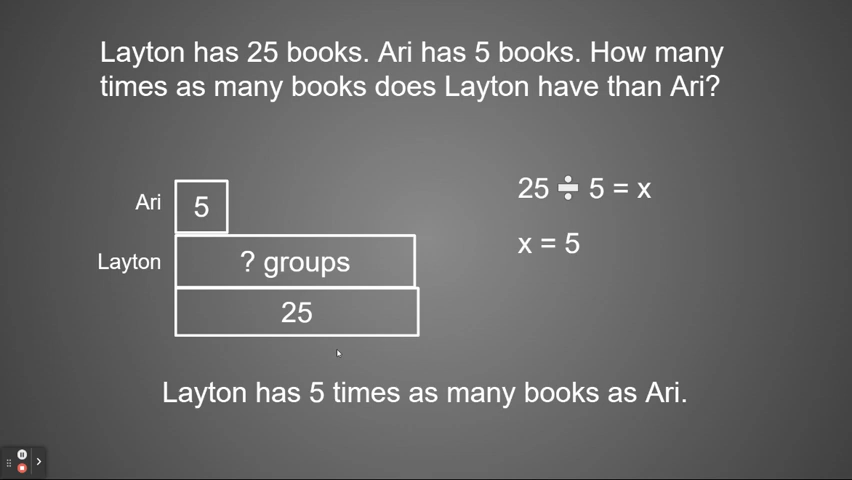 Layton has 25 books. Ari has 5 books. How many
times as many books does Layton have than Ari?
Ari
5
25 ÷ 5 = x
x = 5
Layton
? groups
25
Layton has 5 times as many books as Ari.